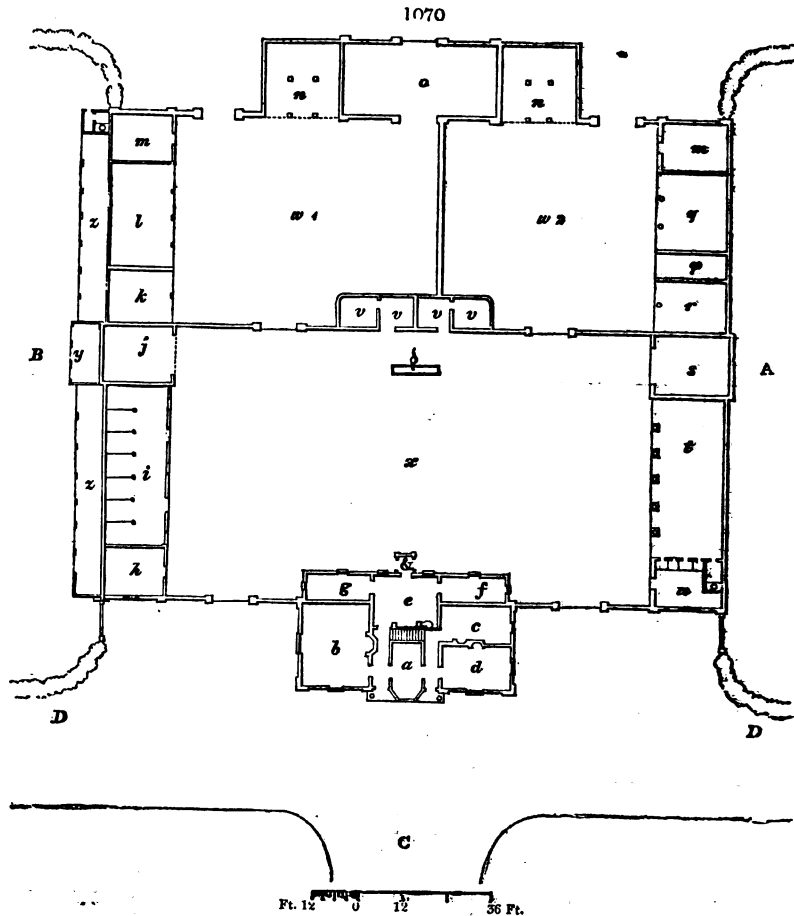 1070
n o n
m m
z l w 1 w 2 q
p
k v v v v r
B y j s A
x
z i t
h &
g e f u
c
b a d
D D
C
Ft. 12 0 12 36 Ft.